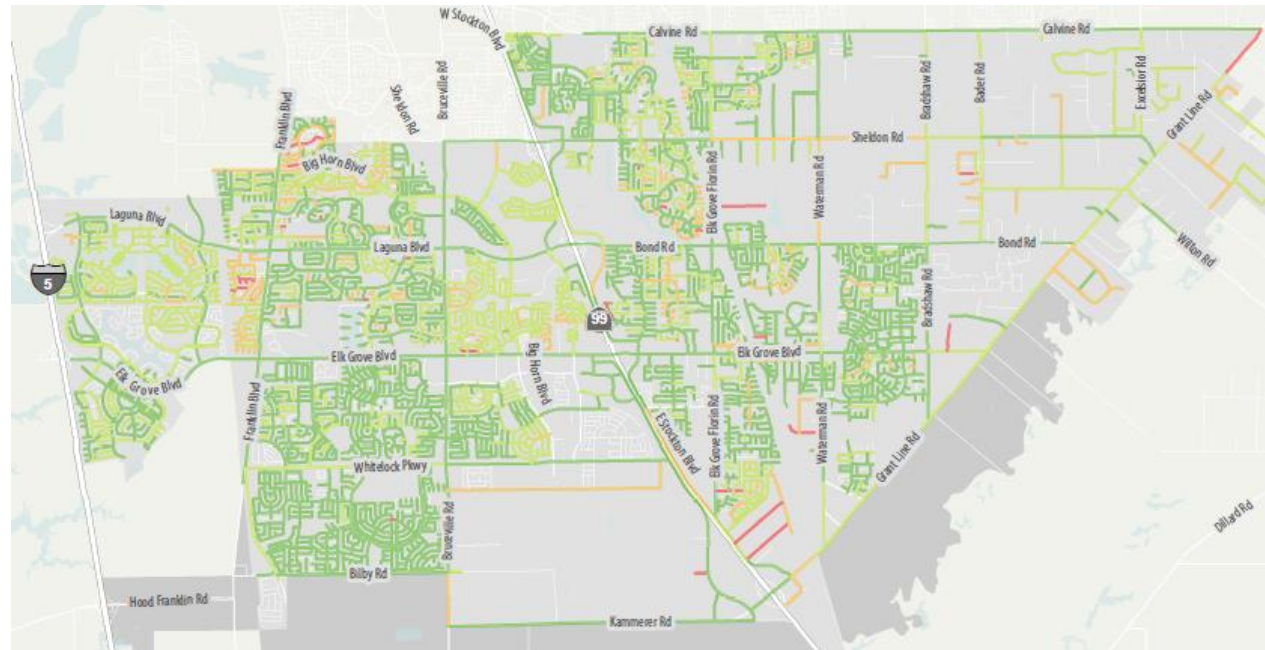 W Stockton Blvd
Calvine Rd
Calvine Rd
Bruceville Rd
Sheldon Rd
Franklin Blvd
Bradshaw Rd
Bader Rd
Excelsior Rd
Grant Line Rd
Sheldon Rd
Big Horn Blvd
Elk Grove Florin Rd
Waterman Rd
Laguna Blvd
Laguna Blvd
Bond Rd
Bond Rd
Wilton Rd
5
99
Bradshaw Rd
Elk Grove Blvd
Elk Grove Blvd
Elk Grove Blvd
Big Horn Blvd
Franklin Blvd
E Stockton Blvd
Elk Grove Florin Rd
Waterman Rd
Grant Line Rd
Whitelock Pkwy
Bruceville Rd
Dillard Rd
Bilby Rd
Hood Franklin Rd
Kammerer Rd